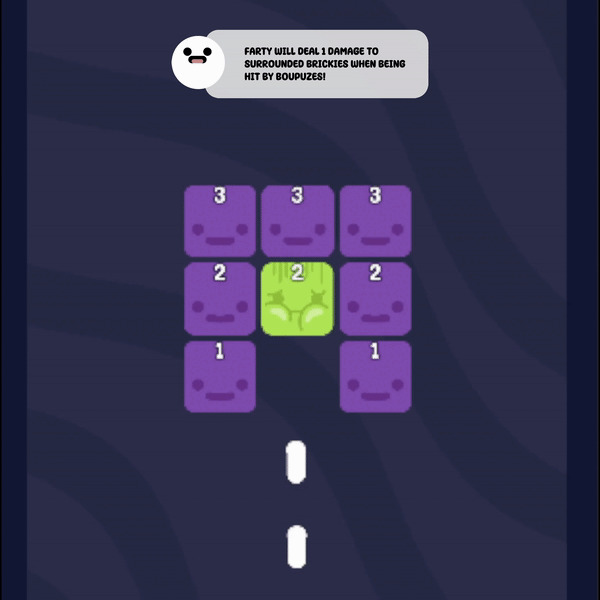 FARTY WILL DEAL 1 DAMAGE TO
SURROUNDED BRICKIES WHEN BEING
HIT BY BOUPUZES!
3 3 3
2 2 2
1 1